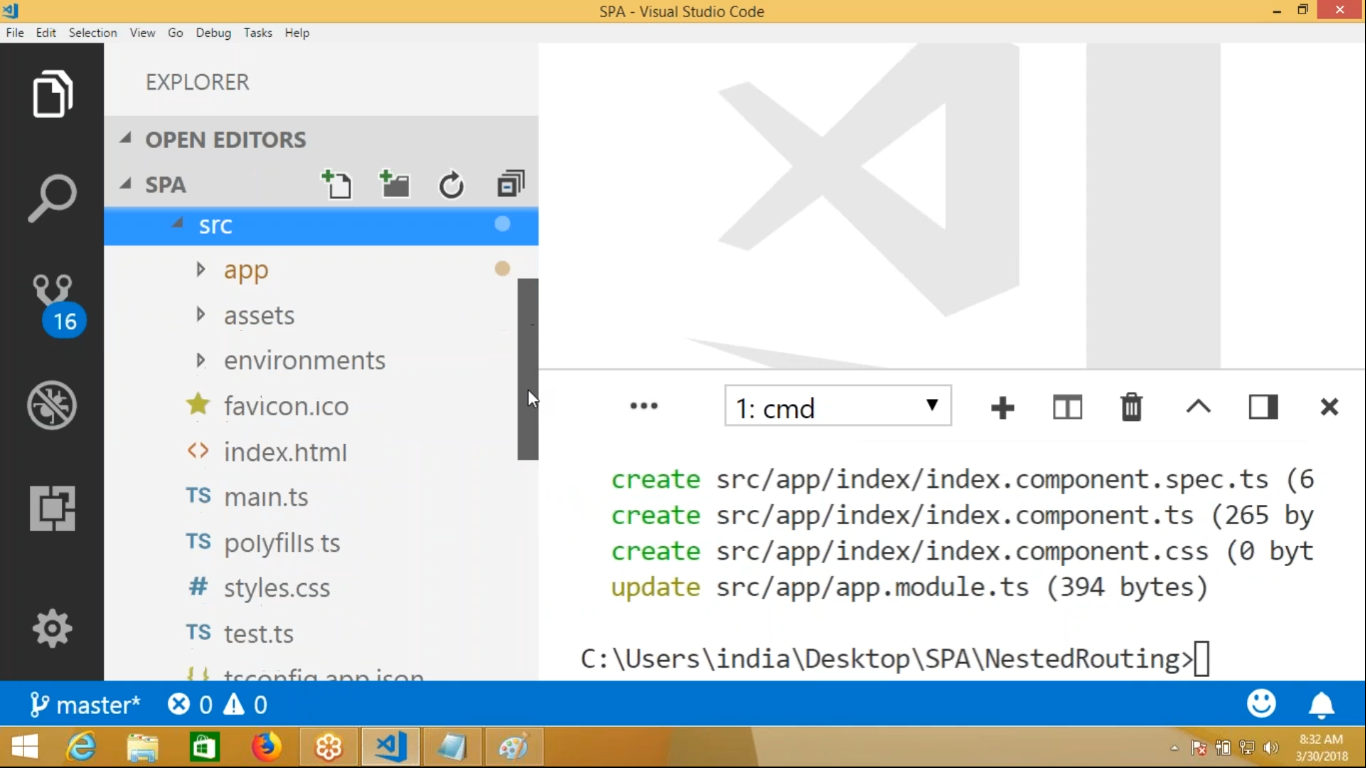 SPA - Visual Studio Code
File Edit Selection View Go Debug Tasks Help
EXPLORER
OPEN EDITORS
SPA
src
app
assets
environments
favicon.ico
index.html
TS main.ts
TS polyfills.ts
# styles.css
TS test.ts
{ } tsconfig.app.json
16
1: cmd
create src/app/index/index.component.spec.ts (6
create src/app/index/index.component.ts (265 by
create src/app/index/index.component.css (0 byt
update src/app/app.module.ts (394 bytes)
C:\Users\india\Desktop\SPA\NestedRouting>
master* 0 0
8:32 AM
3/30/2018